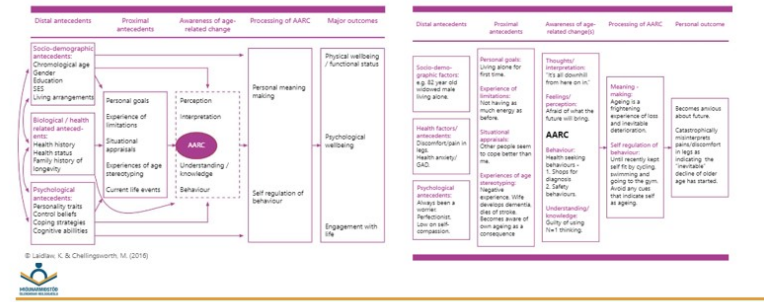 Distal antecedents
Proximal
antecedents
Awareness of age-
related change
Processing of AARC
Major outcomes
Socio-demographic
antecedents:
Chromological age
Gender
Education
SES
Living arrangements
Biological / health
related anteced-
ents:
Health history
Health status
Family history of
longevity
Psychological
antecedents:
Personality traits
Control beliefs
Coping strategies
Cognitive abiilities
Personal goals
Experience of
limitations
Situational
appraisals
Experiences of age
stereotyping
Current life events
Perception
Interpretation
AARC
Understanding /
knowledge
Behaviour
Personal meaning
making
Self regulation of
behaviour
Physical wellbeing
/ functional status
Psychological
wellbeing
Engagement with
life
© Laidlaw, K. & Chellingsworth, M. (2016)
Distal antecedents
Proximal
antecedents
Awareness of age-
related change(s)
Processing of AARC
Personal outcome
Socio-demo-
graphic factors:
e.g. 82 year old
widowed male
living alone.
Health factors/
antecedents:
Discomfort/pain in
legs.
Health anxiety/
GAD.
Psychological
antecedents:
Always been a
worrier.
Perfectionist.
Low on self-
compassion.
Personal goals:
Living alone for
first time.
Experience of
limitations:
Not having as
much energy as
before.
Situational
appraisals:
Other people seem
to cope better than
me.
Experiences of age
stereotyping:
Negative
experience. Wife
develops dementia,
dies of stroke.
Becomes aware of
own ageing as a
consequence
Thoughts/
interpretation:
"It's all downhill
from here on in."
Feelings/
perception:
Afraid of what the
future will bring.
AARC
Behaviour:
Health seeking
behaviours -
1. Shops for
diagnosis
2. Safety
behaviours.
Understanding/
knowledge:
Guilty of using
N=1 thinking.
Meaning -
making:
Ageing is a
frightening
experience of loss
and inevitable
deterioration.
Self regulation of
behaviour:
Until recently kept
self fit by cycling,
swimming and
going to the gym.
Avoid any cues
that indicate self
as ageing.
Becomes anxious
about future.
Catastrophically
misinterprets
pains/discomfort
in legs as
indicating the
"inevitable"
decline of older
age has started.